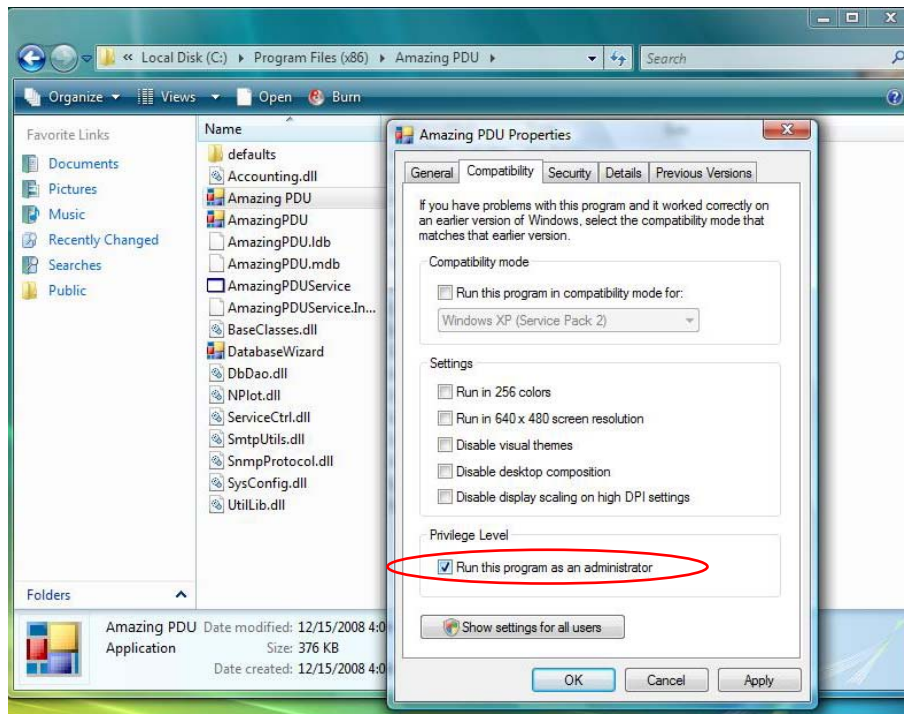 « Local Disk (C:) ▸ Program Files (x86) ▸ Amazing PDU ▸
Search
Organize
Views
Open
Burn
Favorite Links
Documents
Pictures
Music
Recently Changed
Searches
Public
Folders
Name
defaults
Accounting.dll
Amazing PDU
AmazingPDU
AmazingPDU.ldb
AmazingPDU.mdb
AmazingPDUService
AmazingPDUService.In...
BaseClasses.dll
DatabaseWizard
DbDao.dll
NPlot.dll
ServiceCtrl.dll
SmtpUtils.dll
SnmpProtocol.dll
SysConfig.dll
UtilLib.dll
Amazing PDU Properties
General Compatibility Security Details Previous Versions
If you have problems with this program and it worked correctly on
an earlier version of Windows, select the compatibility mode that
matches that earlier version.
Compatibility mode
Run this program in compatibility mode for:
Windows XP (Service Pack 2)
Settings
Run in 256 colors
Run in 640 x 480 screen resolution
Disable visual themes
Disable desktop composition
Disable display scaling on high DPI settings
Privilege Level
Run this program as an administrator
Show settings for all users
OK Cancel Apply
Amazing PDU Date modified: 12/15/2008 4:0
Application Size: 376 KB
Date created: 12/15/2008 4:0